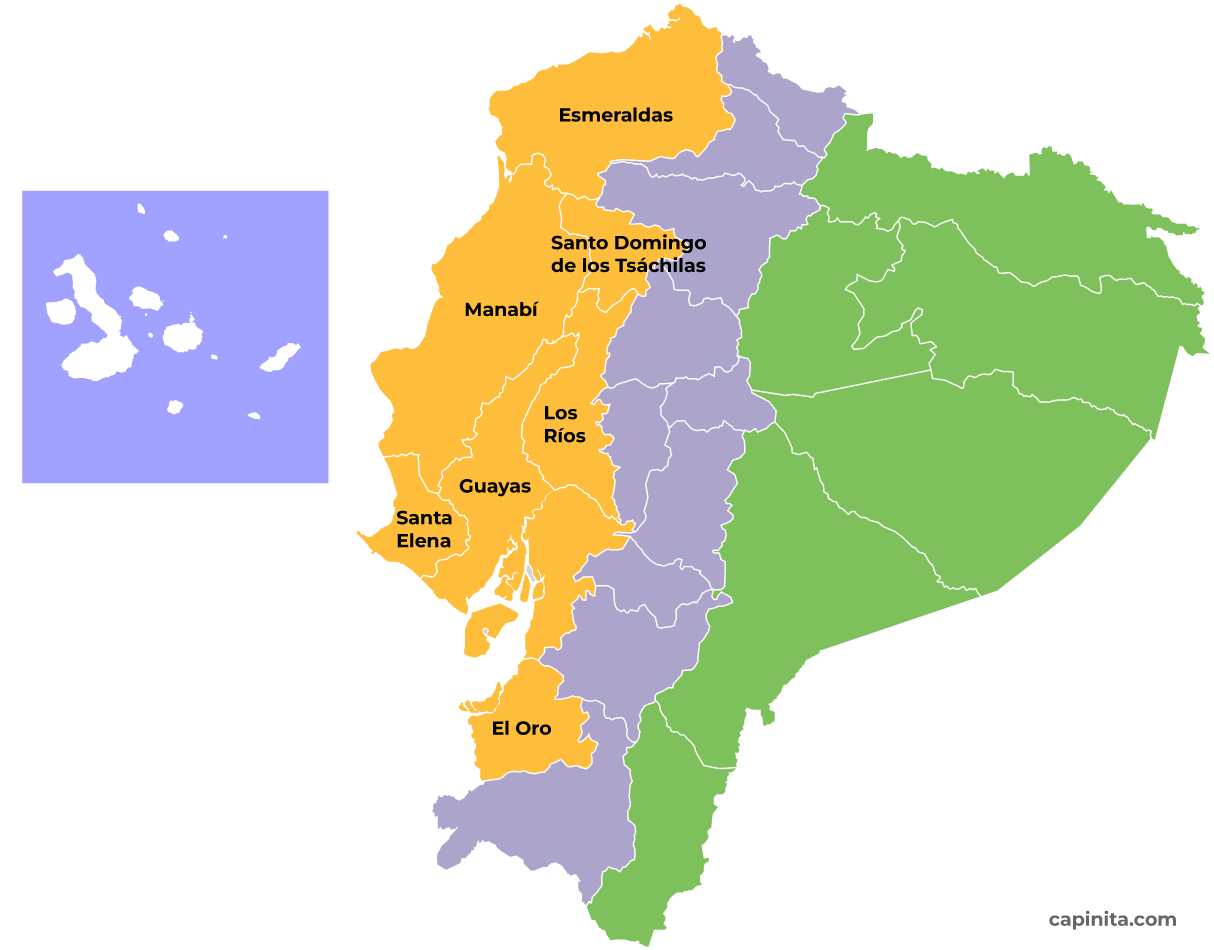 Esmeraldas
Santo Domingo
de los Tsáchilas
Manabí
Los
Ríos
Guayas
Santa
Elena
El Oro
capinita.com